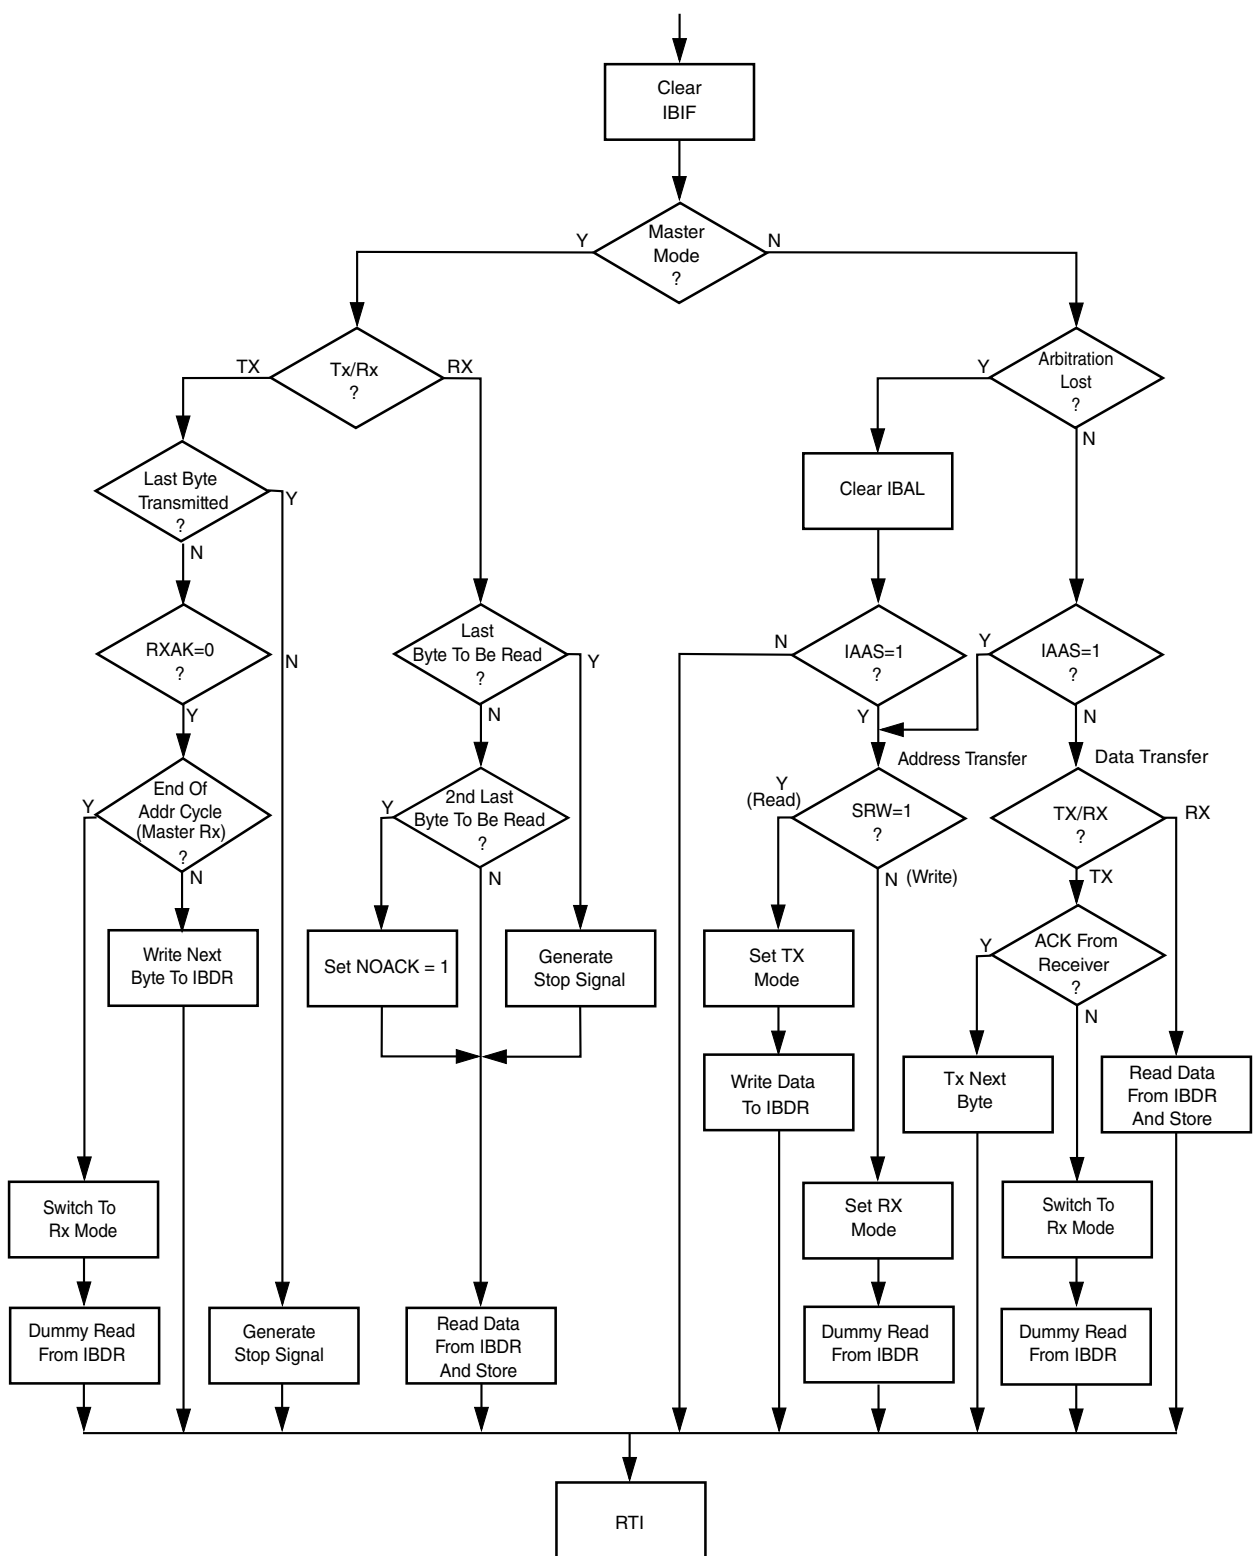 Clear
IBIF
Master
Mode
?
Y
N
Tx/Rx
?
TX
RX
Arbitration
Lost
?
Y
N
Last Byte
Transmitted
?
Y
N
Clear IBAL
RXAK=0
?
N
Y
Last
Byte To Be Read
?
Y
N
IAAS=1
?
N
Y
IAAS=1
?
Y
N
Address Transfer
Data Transfer
End Of
Addr Cycle
(Master Rx)
?
Y
N
2nd Last
Byte To Be Read
?
Y
N
Y
(Read)
SRW=1
?
N (Write)
TX/RX
?
RX
TX
Write Next
Byte To IBDR
Set NOACK = 1
Generate
Stop Signal
Set TX
Mode
ACK From
Receiver
?
Y
N
Write Data
To IBDR
Tx Next
Byte
Read Data
From IBDR
And Store
Switch To
Rx Mode
Set RX
Mode
Switch To
Rx Mode
Dummy Read
From IBDR
Generate
Stop Signal
Read Data
From IBDR
And Store
Dummy Read
From IBDR
Dummy Read
From IBDR
RTI